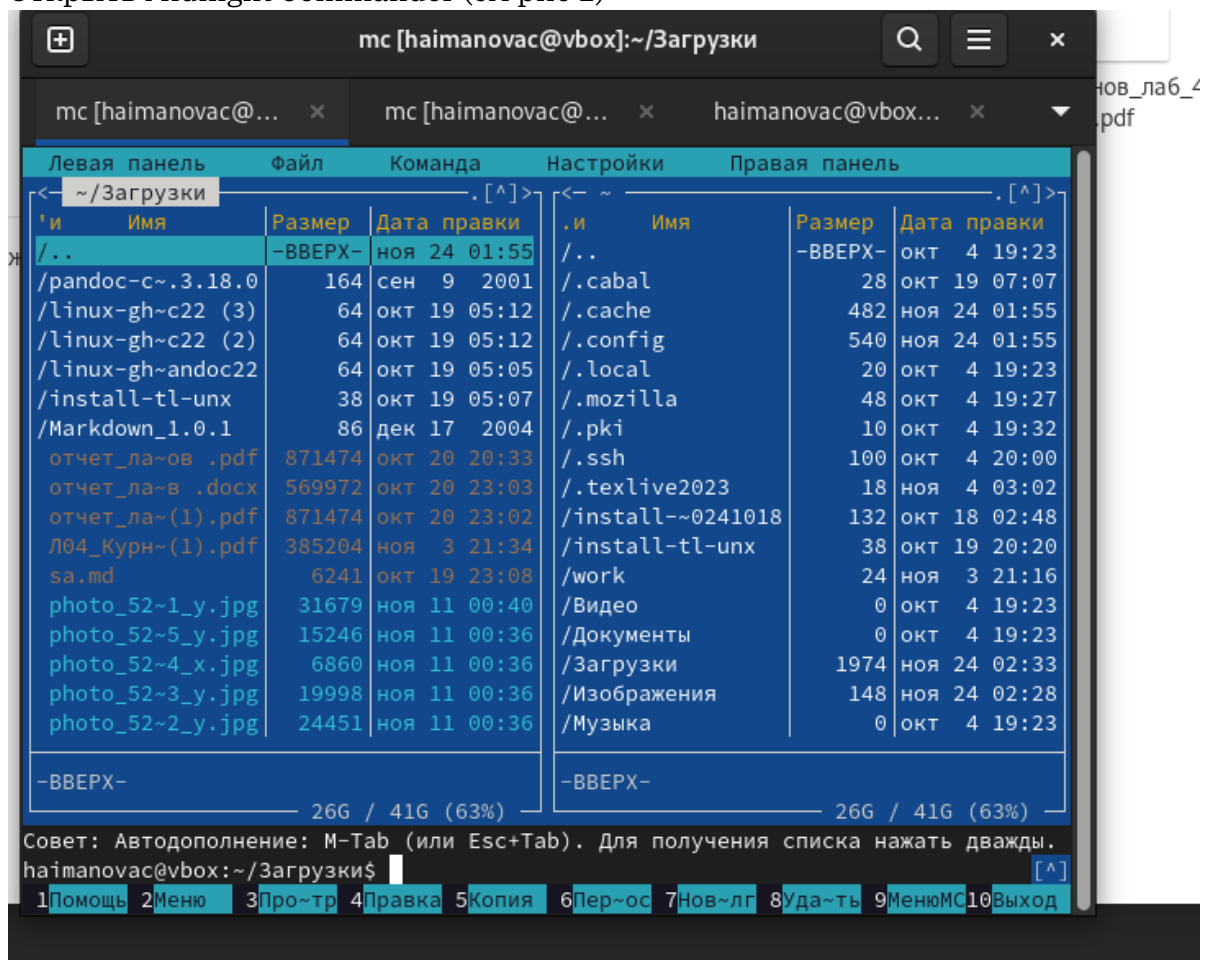 mc [haimanovac@vbox]:~/Загрузки
нов_лаб_4
.pdf
mc [haimanovac@... × mc [haimanovac@... × haimanovac@vbox... ×
Левая панель Файл Команда Настройки Правая панель
<— ~/Загрузки .[^]> <— ~ .[^]>
'и Имя Размер Дата правки .и Имя Размер Дата правки
/.. -ВВЕРХ- ноя 24 01:55 /.. -ВВЕРХ- окт 4 19:23
/pandoc-c~.3.18.0 164 сен 9 2001 /.cabal 28 окт 19 07:07
/linux-gh~c22 (3) 64 окт 19 05:12 /.cache 482 ноя 24 01:55
/linux-gh~c22 (2) 64 окт 19 05:12 /.config 540 ноя 24 01:55
/linux-gh~andoc22 64 окт 19 05:05 /.local 20 окт 4 19:23
/install-tl-unx 38 окт 19 05:07 /.mozilla 48 окт 4 19:27
/Markdown_1.0.1 86 дек 17 2004 /.pki 10 окт 4 19:32
отчет_ла~ов .pdf 871474 окт 20 20:33 /.ssh 100 окт 4 20:00
отчет_ла~в .docx 569972 окт 20 23:03 /.texlive2023 18 ноя 4 03:02
отчет_ла~(1).pdf 871474 окт 20 23:02 /install-~0241018 132 окт 18 02:48
Л04_Курн~(1).pdf 385204 ноя 3 21:34 /install-tl-unx 38 окт 19 20:20
sa.md 6241 окт 19 23:08 /work 24 ноя 3 21:16
photo_52~1_y.jpg 31679 ноя 11 00:40 /Видео 0 окт 4 19:23
photo_52~5_y.jpg 15246 ноя 11 00:36 /Документы 0 окт 4 19:23
photo_52~4_x.jpg 6860 ноя 11 00:36 /Загрузки 1974 ноя 24 02:33
photo_52~3_y.jpg 19998 ноя 11 00:36 /Изображения 148 ноя 24 02:28
photo_52~2_y.jpg 24451 ноя 11 00:36 /Музыка 0 окт 4 19:23
-ВВЕРХ- -ВВЕРХ-
26G / 41G (63%) 26G / 41G (63%)
Совет: Автодополнение: M-Tab (или Esc+Tab). Для получения списка нажать дважды.
haimanovac@vbox:~/Загрузки$ [^]
1Помощь 2Меню 3Про~тр 4Правка 5Копия 6Пер~ос 7Нов~лг 8Уда~ть 9МенюMC 10Выход